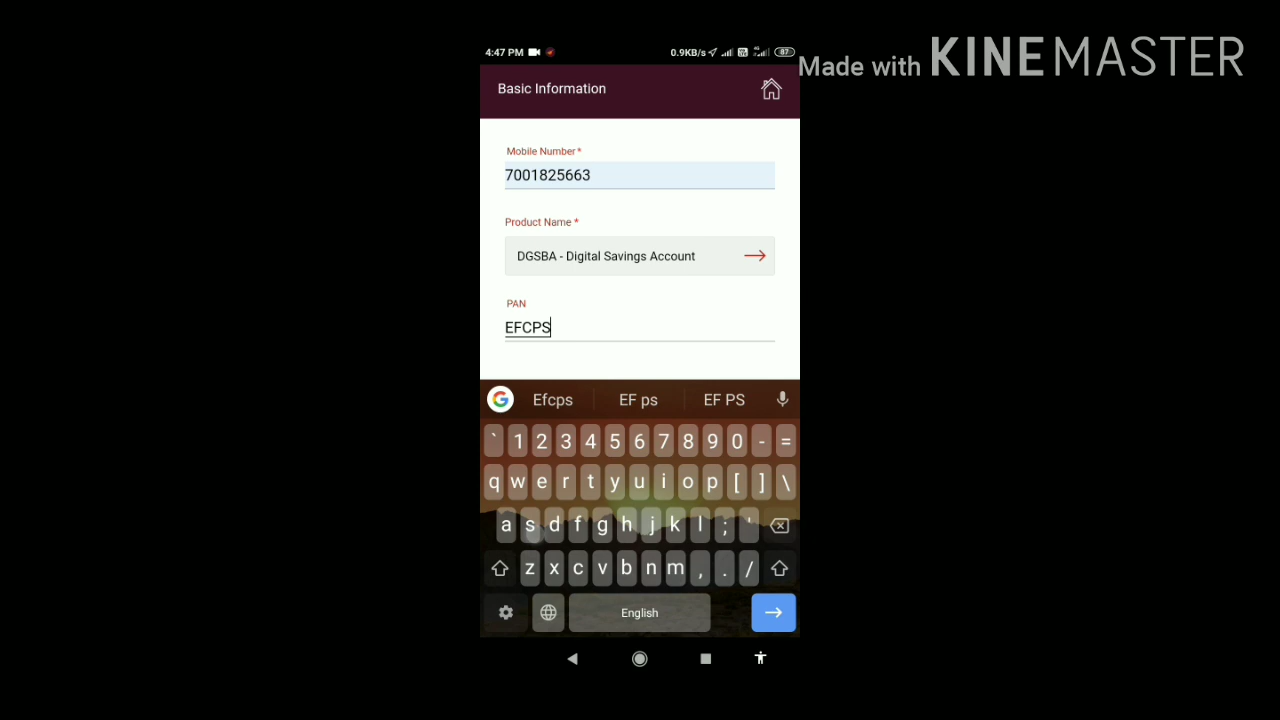 4:47 PM 0.9KB/s 87
Made with KINEMASTER
Basic Information
Mobile Number*
7001825663
Product Name *
DGSBA - Digital Savings Account
PAN
EFCPS
Efcps EF ps EF PS
` 1 2 3 4 5 6 7 8 9 0 - =
q w e r t y u i o p [ ] \
a s d f g h j k l ; '
z x c v b n m , . /
English